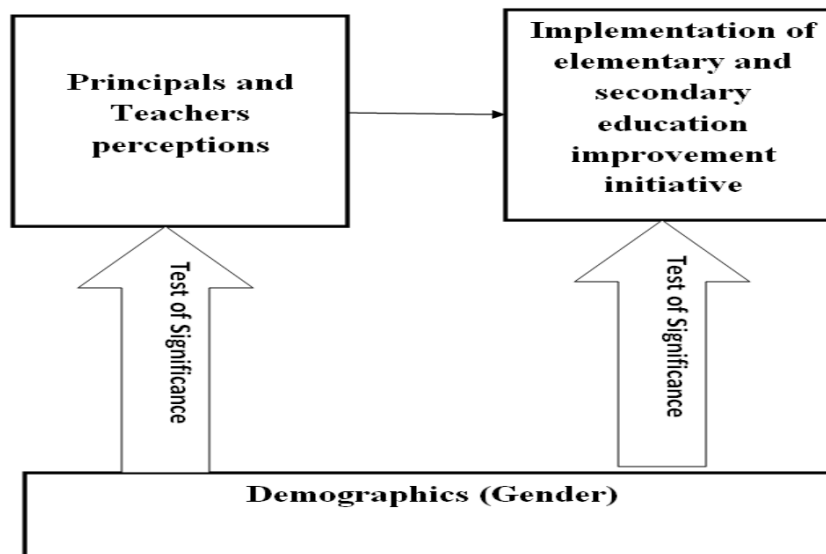 Principals and
Teachers
perceptions
Implementation of
elementary and
secondary
education
improvement
initiative
Test of Significance
Test of Significance
Demographics (Gender)